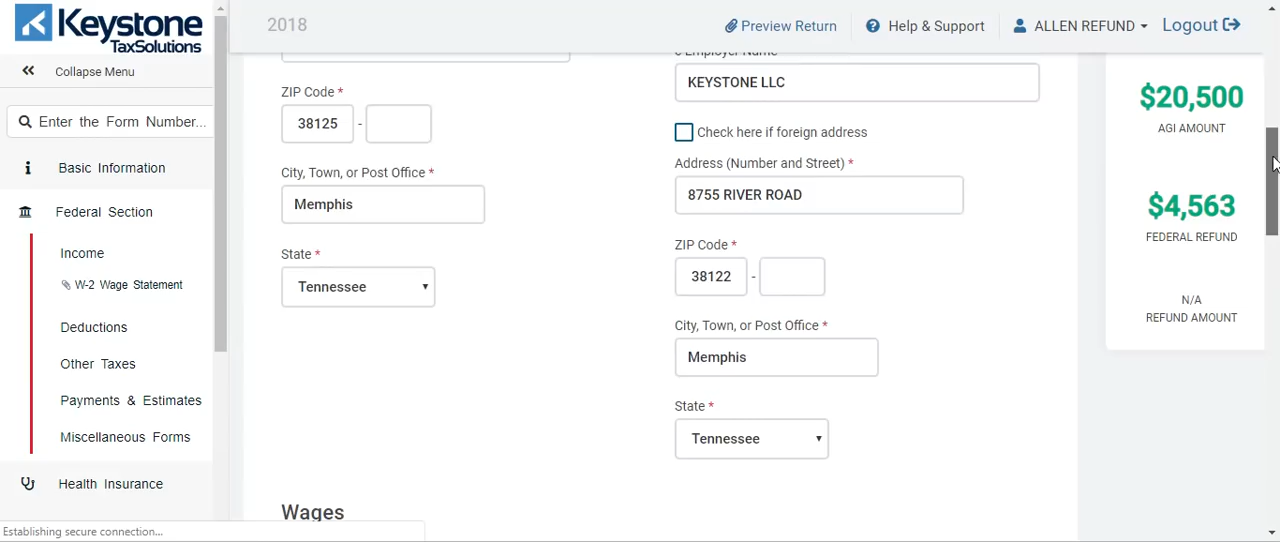 Keystone
TaxSolutions
Collapse Menu
Enter the Form Number...
Basic Information
Federal Section
Income
W-2 Wage Statement
Deductions
Other Taxes
Payments & Estimates
Miscellaneous Forms
Health Insurance
Establishing secure connection...
2018
Preview Return
Help & Support
ALLEN REFUND
Logout
ZIP Code *
38125 -
City, Town, or Post Office *
Memphis
State *
Tennessee
c Employer Name
KEYSTONE LLC
Check here if foreign address
Address (Number and Street) *
8755 RIVER ROAD
ZIP Code *
38122 -
City, Town, or Post Office *
Memphis
State *
Tennessee
Wages
$20,500
AGI AMOUNT
$4,563
FEDERAL REFUND
N/A
REFUND AMOUNT